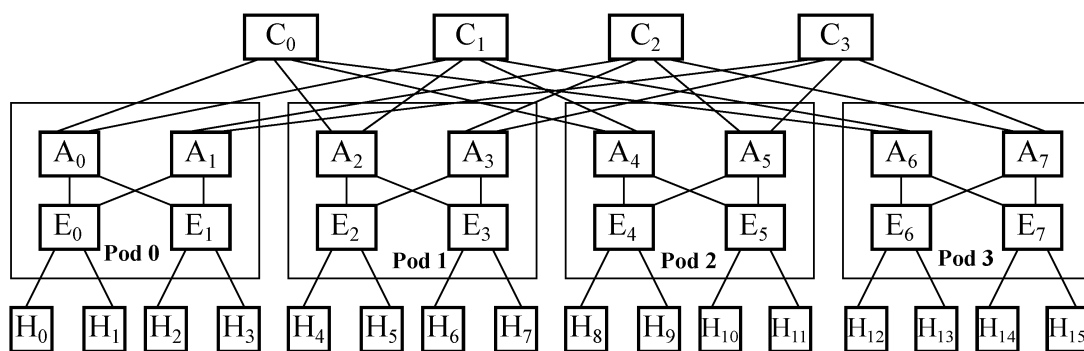 C0 C1 C2 C3
A0 A1 A2 A3 A4 A5 A6 A7
E0 E1 E2 E3 E4 E5 E6 E7
Pod 0 Pod 1 Pod 2 Pod 3
H0 H1 H2 H3 H4 H5 H6 H7 H8 H9 H10 H11 H12 H13 H14 H15